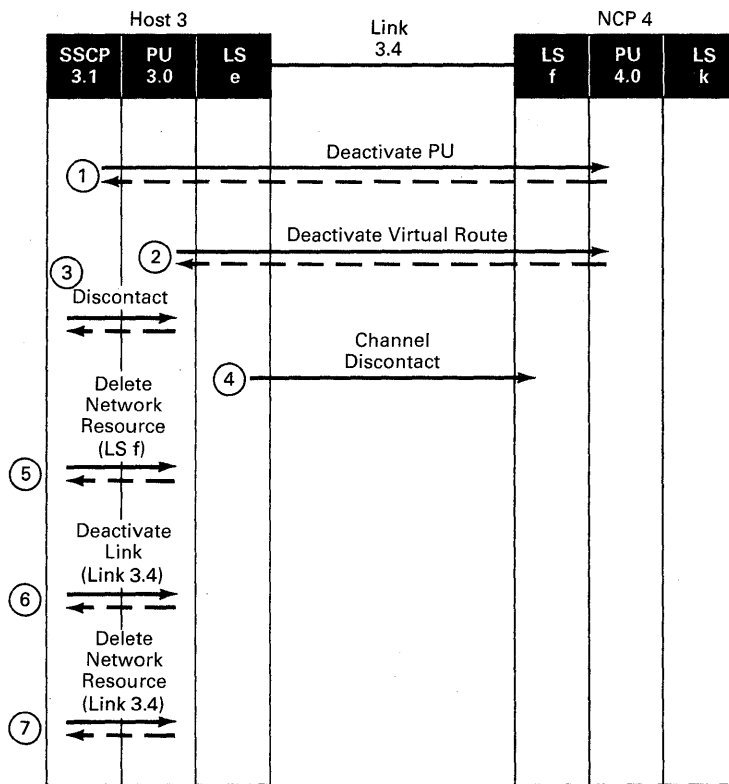 Host 3
Link
3.4
NCP 4
SSCP
3.1
PU
3.0
LS
e
LS
f
PU
4.0
LS
k
Deactivate PU
1
Deactivate Virtual Route
2
3
Discontact
Channel
Discontact
4
Delete
Network
Resource
(LS f)
5
Deactivate
Link
(Link 3.4)
6
Delete
Network
Resource
(Link 3.4)
7